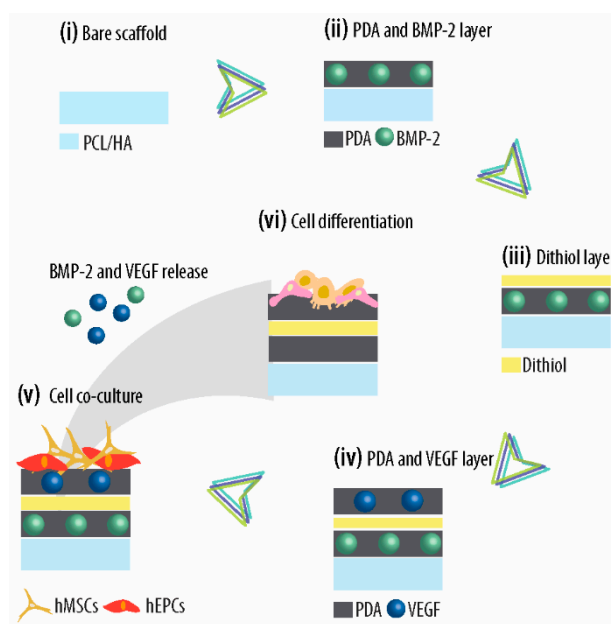 (i) Bare scaffold
PCL/HA
(ii) PDA and BMP-2 layer
PDA BMP-2
(iii) Dithiol laye
Dithiol
(iv) PDA and VEGF layer
PDA VEGF
(v) Cell co-culture
hMSCs hEPCs
BMP-2 and VEGF release
(vi) Cell differentiation